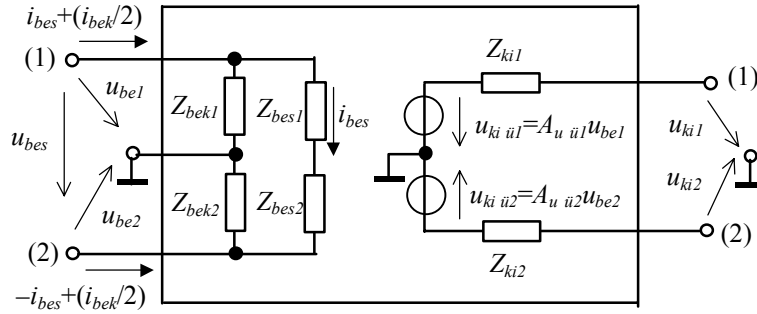 i_bes+(i_bek/2)
(1)
(1)
Z_ki1
u_be1
Z_bek1
Z_bes1
i_bes
u_ki ü1=A_u ü1u_be1
u_ki1
u_bes
u_be2
Z_bek2
Z_bes2
u_ki ü2=A_u ü2u_be2
u_ki2
(2)
(2)
Z_ki2
–i_bes+(i_bek/2)